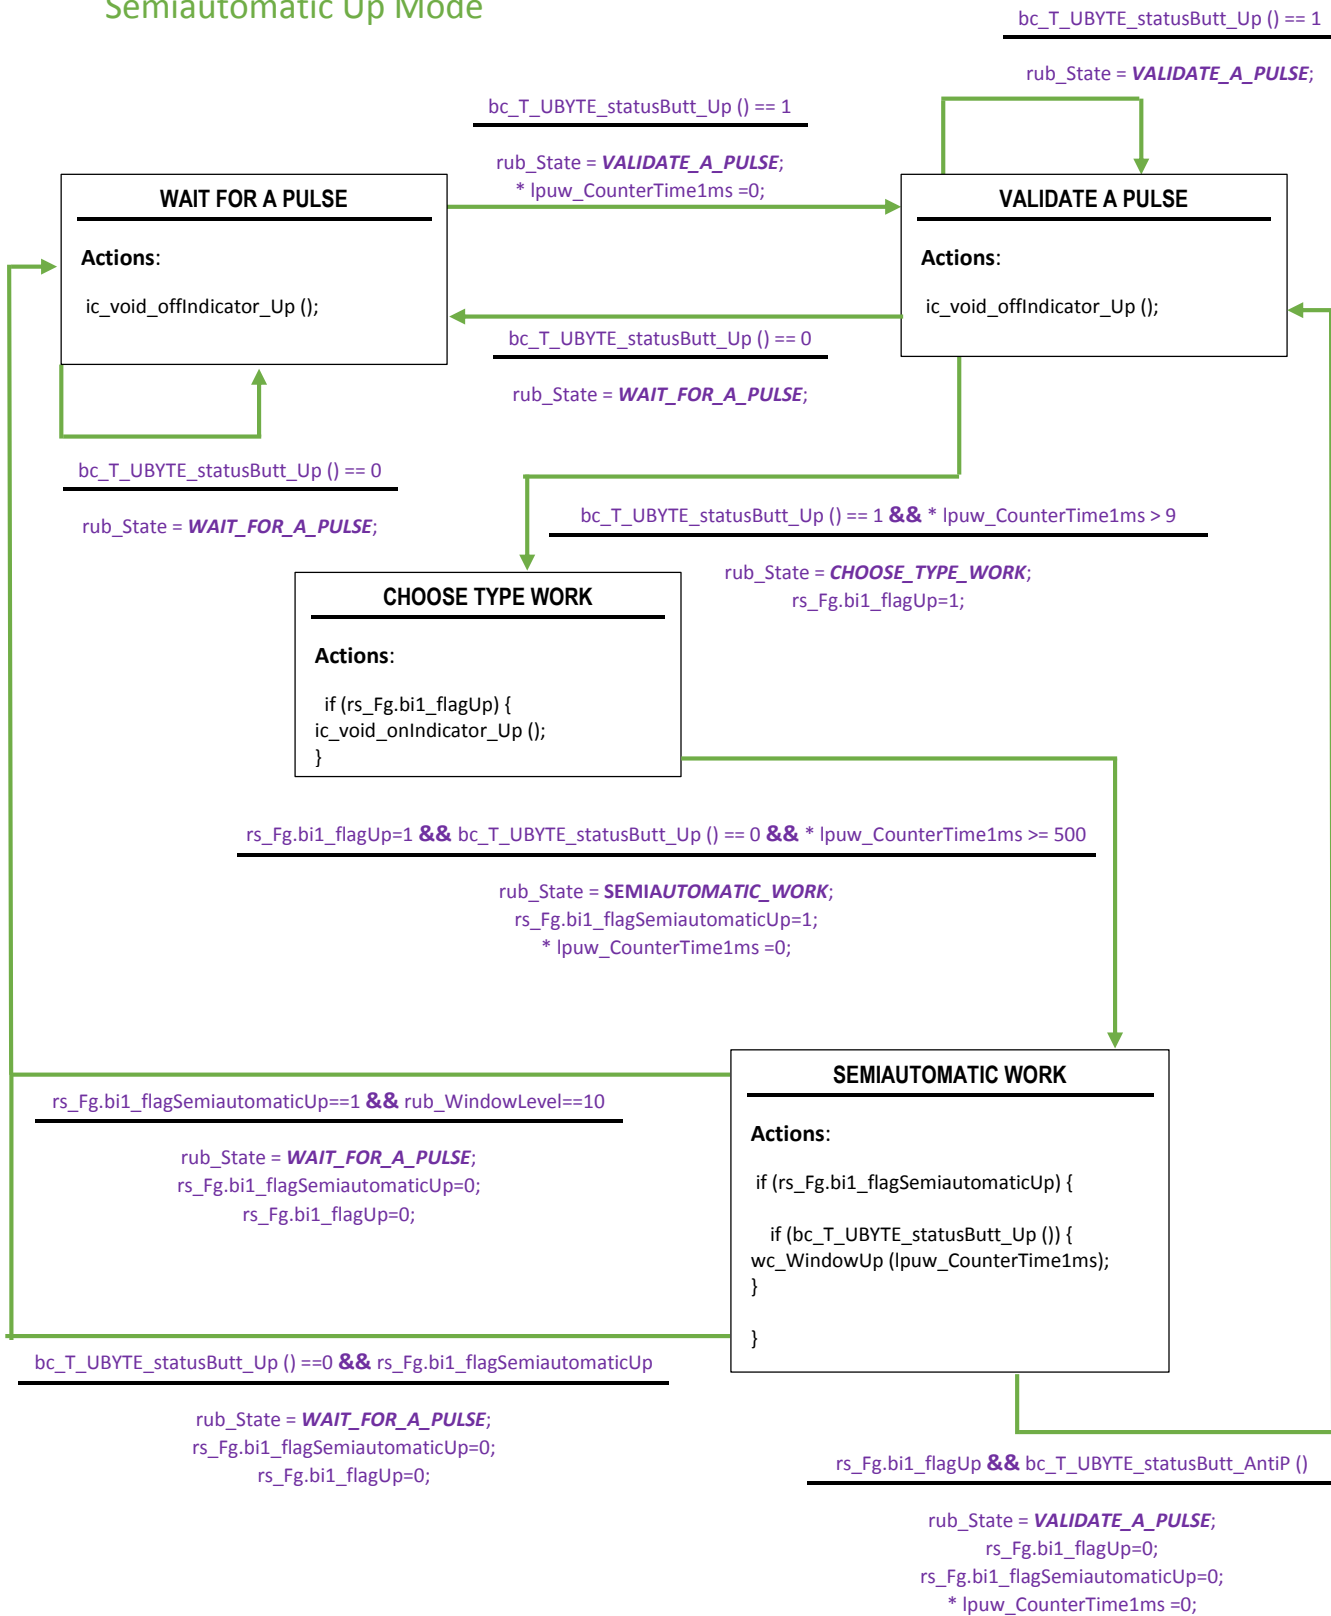 Semiautomatic Up Mode
bc_T_UBYTE_statusButt_Up () == 1
rub_State = VALIDATE_A_PULSE;
bc_T_UBYTE_statusButt_Up () == 1
rub_State = VALIDATE_A_PULSE;
* lpuw_CounterTime1ms =0;
WAIT FOR A PULSE
Actions:
ic_void_offIndicator_Up ();
VALIDATE A PULSE
Actions:
ic_void_offIndicator_Up ();
bc_T_UBYTE_statusButt_Up () == 0
rub_State = WAIT_FOR_A_PULSE;
bc_T_UBYTE_statusButt_Up () == 0
rub_State = WAIT_FOR_A_PULSE;
bc_T_UBYTE_statusButt_Up () == 1 && * lpuw_CounterTime1ms > 9
rub_State = CHOOSE_TYPE_WORK;
rs_Fg.bi1_flagUp=1;
CHOOSE TYPE WORK
Actions:
if (rs_Fg.bi1_flagUp) {
ic_void_onIndicator_Up ();
}
rs_Fg.bi1_flagUp=1 && bc_T_UBYTE_statusButt_Up () == 0 && * lpuw_CounterTime1ms >= 500
rub_State = SEMIAUTOMATIC_WORK;
rs_Fg.bi1_flagSemiautomaticUp=1;
* lpuw_CounterTime1ms =0;
SEMIAUTOMATIC WORK
Actions:
if (rs_Fg.bi1_flagSemiautomaticUp) {
if (bc_T_UBYTE_statusButt_Up ()) {
wc_WindowUp (lpuw_CounterTime1ms);
}
}
rs_Fg.bi1_flagSemiautomaticUp==1 && rub_WindowLevel==10
rub_State = WAIT_FOR_A_PULSE;
rs_Fg.bi1_flagSemiautomaticUp=0;
rs_Fg.bi1_flagUp=0;
bc_T_UBYTE_statusButt_Up () ==0 && rs_Fg.bi1_flagSemiautomaticUp
rub_State = WAIT_FOR_A_PULSE;
rs_Fg.bi1_flagSemiautomaticUp=0;
rs_Fg.bi1_flagUp=0;
rs_Fg.bi1_flagUp && bc_T_UBYTE_statusButt_AntiP ()
rub_State = VALIDATE_A_PULSE;
rs_Fg.bi1_flagUp=0;
rs_Fg.bi1_flagSemiautomaticUp=0;
* lpuw_CounterTime1ms =0;